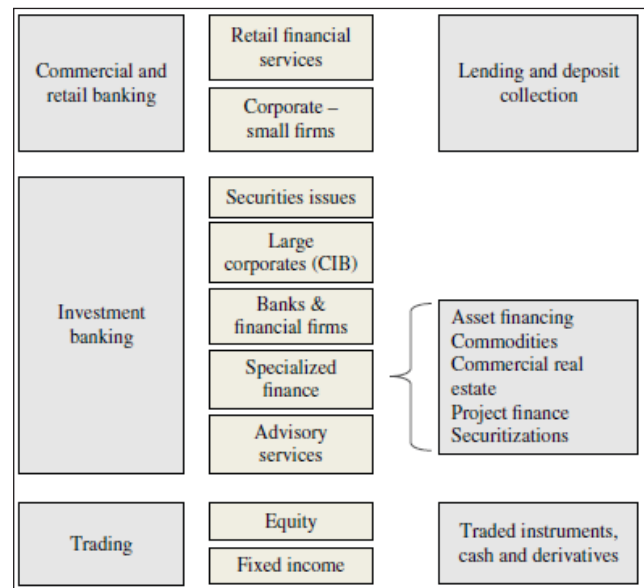 Commercial and
retail banking
Retail financial
services
Corporate –
small firms
Lending and deposit
collection
Investment
banking
Securities issues
Large
corporates (CIB)
Banks &
financial firms
Specialized
finance
Advisory
services
Asset financing
Commodities
Commercial real
estate
Project finance
Securitizations
Trading
Equity
Fixed income
Traded instruments,
cash and derivatives